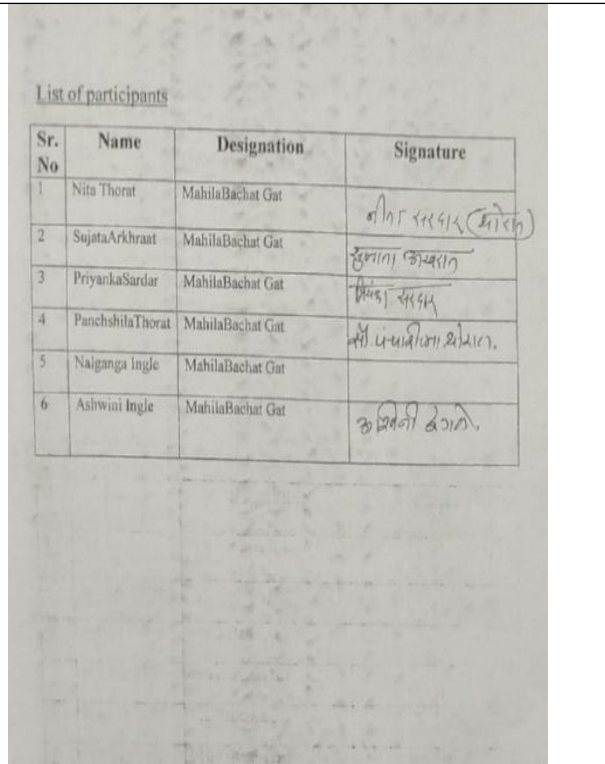 List of participants
Sr. No Name Designation Signature
1 Nita Thorat MahilaBachat Gat नीता सरदार (थोरात)
2 SujataArkhraat MahilaBachat Gat सुजाता अखरात
3 PriyankaSardar MahilaBachat Gat प्रियंका सरदार
4 PanchshilaThorat MahilaBachat Gat सौ. पंचशीला थोरात.
5 Nalganga Ingle MahilaBachat Gat
6 Ashwini Ingle MahilaBachat Gat अश्विनी इंगळे.